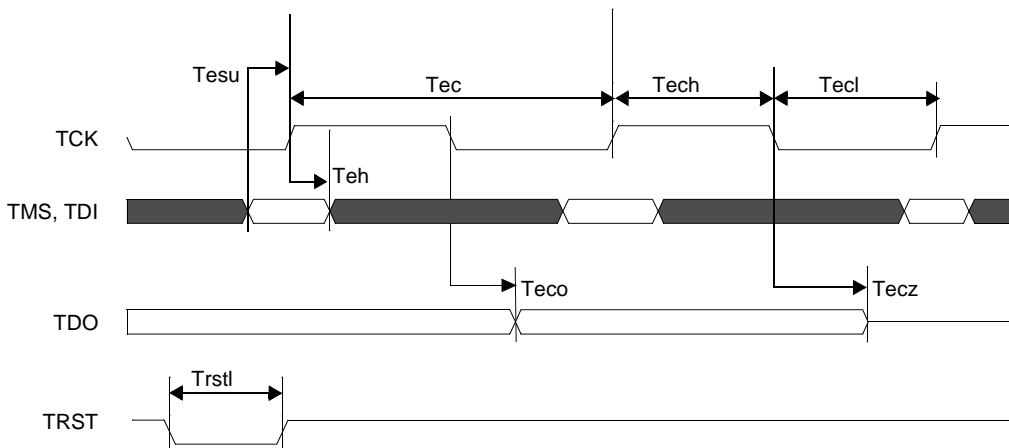 Tesu
Tec
Tech
Tecl
TCK
Teh
TMS, TDI
Teco
Tecz
TDO
Trstl
TRST